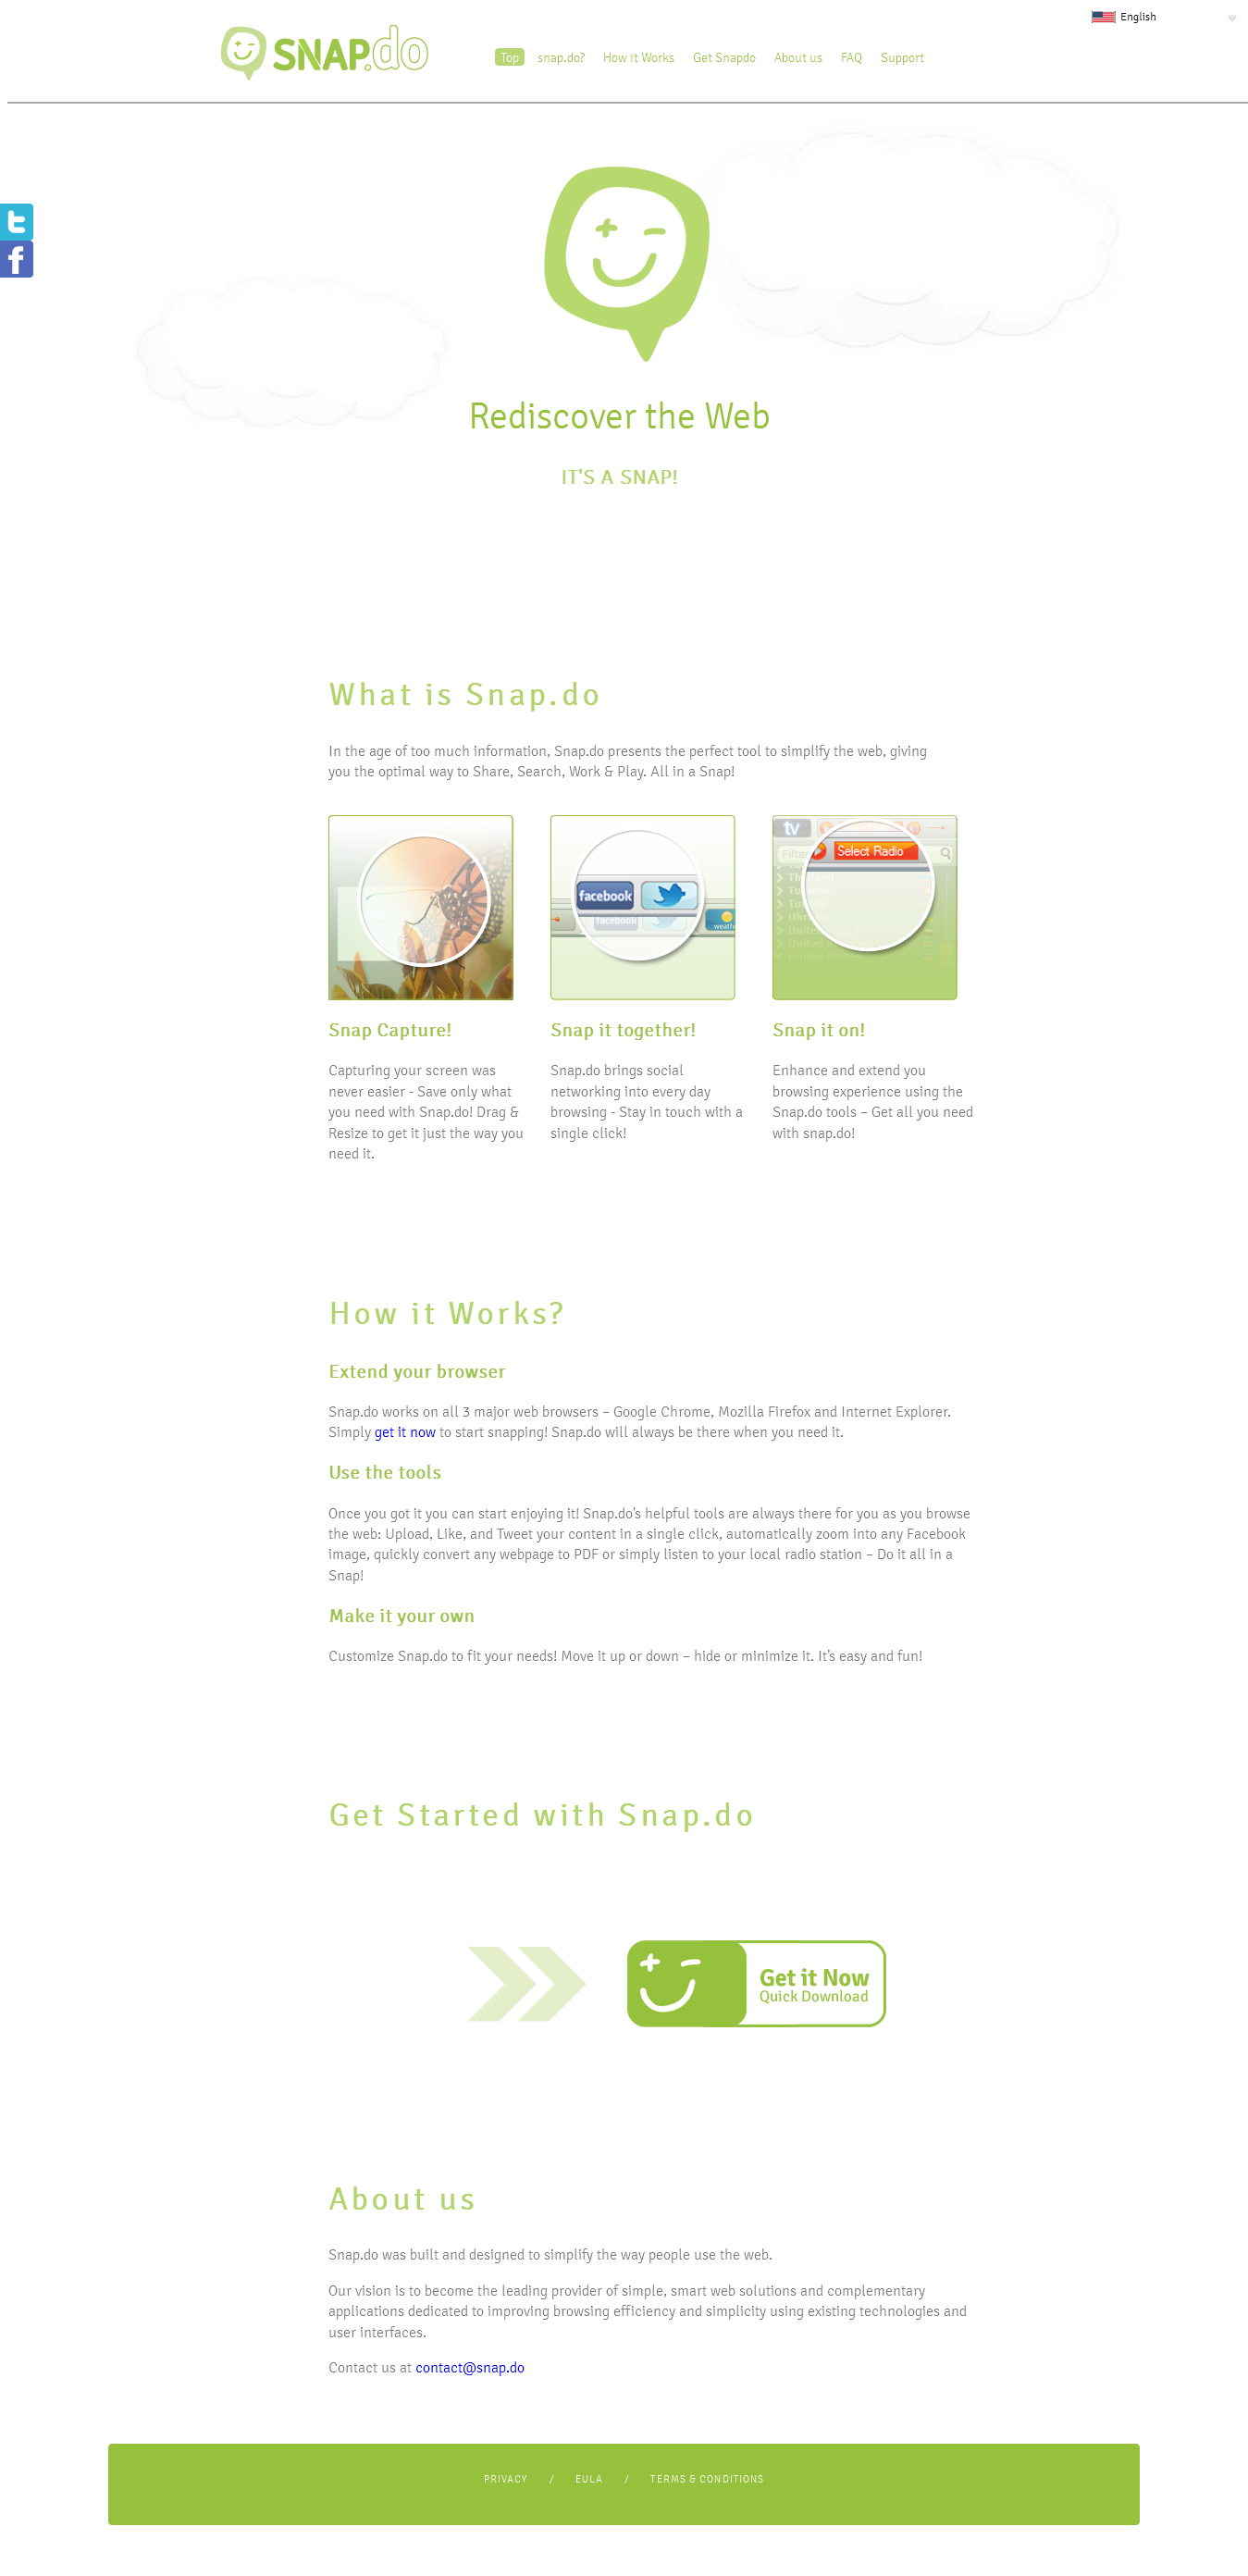 English
SNAP.do
Top snap.do? How it Works Get Snapdo About us FAQ Support
Rediscover the Web
IT'S A SNAP!
What is Snap.do
In the age of too much information, Snap.do presents the perfect tool to simplify the web, giving
you the optimal way to Share, Search, Work & Play. All in a Snap!
facebook
facebook
weathe
tv
Select Radio
Filter
Snap Capture!
Capturing your screen was
never easier - Save only what
you need with Snap.do! Drag &
Resize to get it just the way you
need it.
Snap it together!
Snap.do brings social
networking into every day
browsing - Stay in touch with a
single click!
Snap it on!
Enhance and extend you
browsing experience using the
Snap.do tools – Get all you need
with snap.do!
How it Works?
Extend your browser
Snap.do works on all 3 major web browsers – Google Chrome, Mozilla Firefox and Internet Explorer.
Simply get it now to start snapping! Snap.do will always be there when you need it.
Use the tools
Once you got it you can start enjoying it! Snap.do’s helpful tools are always there for you as you browse
the web: Upload, Like, and Tweet your content in a single click, automatically zoom into any Facebook
image, quickly convert any webpage to PDF or simply listen to your local radio station – Do it all in a
Snap!
Make it your own
Customize Snap.do to fit your needs! Move it up or down – hide or minimize it. It’s easy and fun!
Get Started with Snap.do
Get it Now
Quick Download
About us
Snap.do was built and designed to simplify the way people use the web.
Our vision is to become the leading provider of simple, smart web solutions and complementary
applications dedicated to improving browsing efficiency and simplicity using existing technologies and
user interfaces.
Contact us at contact@snap.do
PRIVACY / EULA / TERMS & CONDITIONS